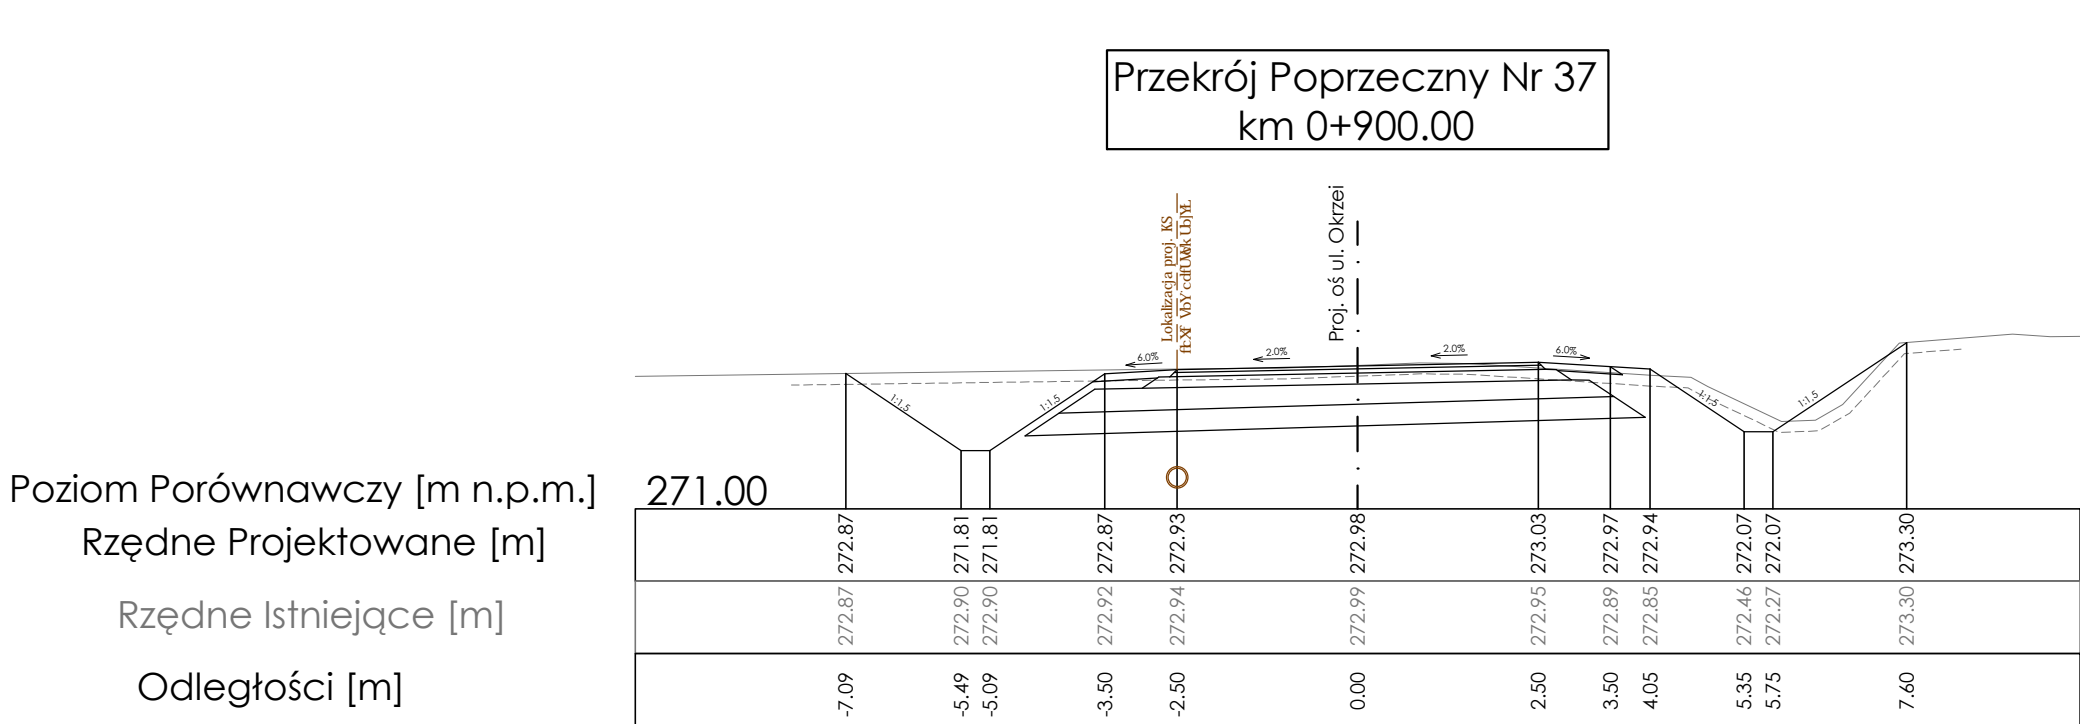 Przekrój Poprzeczny Nr 37
km 0+900.00
Lokalizacja proj. KS
Proj. oś ul. Okrzei
6.0%
2.0%
2.0%
6.0%
1:1,5
1:1,5
1:1,5
1:1,5
Poziom Porównawczy [m n.p.m.] 271.00
Rzędne Projektowane [m] 272.87 271.81 271.81 272.87 272.93 272.98 273.03 272.97 272.94 272.07 272.07 273.30
Rzędne Istniejące [m] 272.87 272.90 272.90 272.92 272.94 272.99 272.95 272.89 272.85 272.46 272.27 273.30
Odległości [m] -7.09 -5.49 -5.09 -3.50 -2.50 0.00 2.50 3.50 4.05 5.35 5.75 7.60